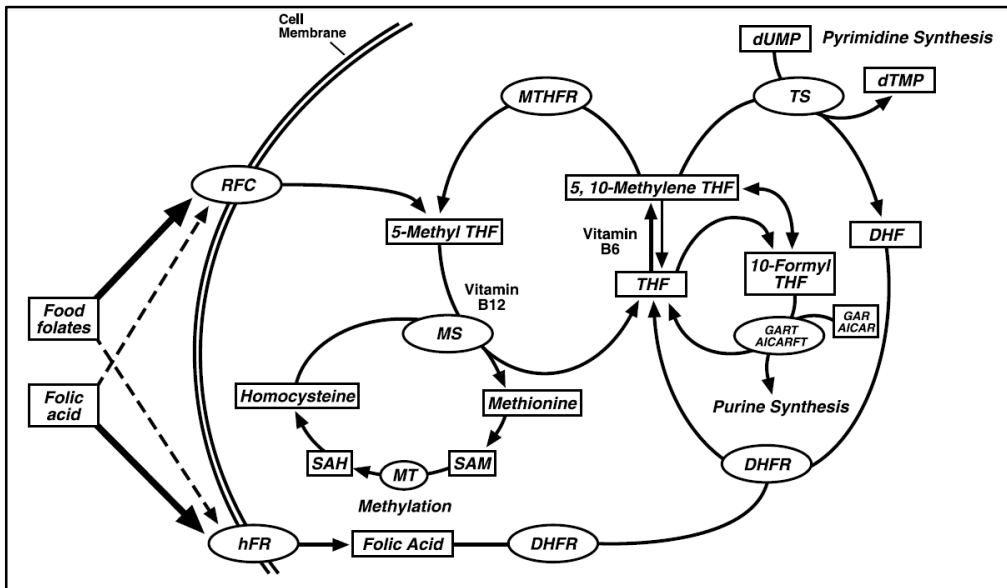 Cell
Membrane
dUMP
Pyrimidine Synthesis
dTMP
TS
MTHFR
RFC
5, 10-Methylene THF
5-Methyl THF
Vitamin
B6
DHF
10-Formyl
THF
THF
Vitamin
B12
Food
folates
MS
GART
AICARFT
GAR
AICAR
Folic
acid
Homocysteine
Methionine
Purine Synthesis
SAH
MT
SAM
Methylation
DHFR
hFR
Folic Acid
DHFR